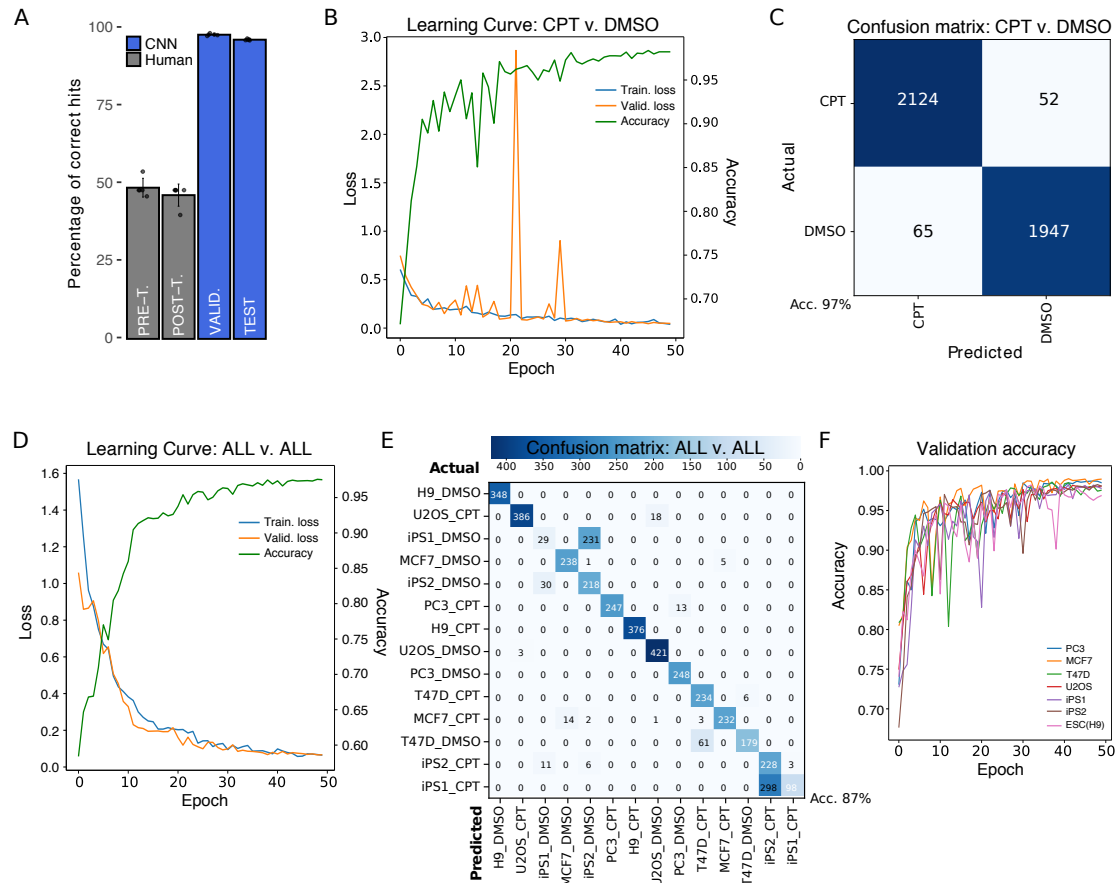 A
CNN
Human
Percentage of correct hits
100
75
50
25
0
PRE-T.
POST-T.
VALID.
TEST
B
Learning Curve: CPT v. DMSO
Train. loss
Valid. loss
Accuracy
Loss
3.0
2.5
2.0
1.5
1.0
0.5
0.0
Accuracy
0.95
0.90
0.85
0.80
0.75
0.70
0 10 20 30 40 50
Epoch
C
Confusion matrix: CPT v. DMSO
Actual
CPT 2124 52
DMSO 65 1947
Acc. 97%
CPT DMSO
Predicted
D
Learning Curve: ALL v. ALL
Train. loss
Valid. loss
Accuracy
Loss
1.6
1.4
1.2
1.0
0.8
0.6
0.4
0.2
0.0
Accuracy
0.95
0.90
0.85
0.80
0.75
0.70
0.65
0.60
0 10 20 30 40 50
Epoch
E
Confusion matrix: ALL v. ALL
Actual 400 350 300 250 200 150 100 50 0
H9_DMSO 348 0 0 0 0 0 0 0 0 0 0 0 0 0
U2OS_CPT 0 386 0 0 0 0 0 18 0 0 0 0 0 0
iPS1_DMSO 0 0 29 0 231 0 0 0 0 0 0 0 0 0
MCF7_DMSO 0 0 0 238 1 0 0 0 0 0 5 0 0 0
iPS2_DMSO 0 0 30 0 218 0 0 0 0 0 0 0 0 0
PC3_CPT 0 0 0 0 0 247 0 0 13 0 0 0 0 0
H9_CPT 0 0 0 0 0 0 376 0 0 0 0 0 0 0
U2OS_DMSO 0 3 0 0 0 0 0 421 0 0 0 0 0 0
PC3_DMSO 0 0 0 0 0 0 0 0 248 0 0 0 0 0
T47D_CPT 0 0 0 0 0 0 0 0 0 234 0 6 0 0
MCF7_CPT 0 0 0 14 2 0 0 1 0 3 232 0 0 0
T47D_DMSO 0 0 0 0 0 0 0 0 0 61 0 179 0 0
iPS2_CPT 0 0 11 0 6 0 0 0 0 0 0 0 228 3
iPS1_CPT 0 0 0 0 0 0 0 0 0 0 0 0 298 98
Acc. 87%
Predicted
H9_DMSO
U2OS_CPT
iPS1_DMSO
MCF7_DMSO
iPS2_DMSO
PC3_CPT
H9_CPT
U2OS_DMSO
PC3_DMSO
T47D_CPT
MCF7_CPT
T47D_DMSO
iPS2_CPT
iPS1_CPT
F
Validation accuracy
Accuracy
1.00
0.95
0.90
0.85
0.80
0.75
0.70
PC3
MCF7
T47D
U2OS
iPS1
iPS2
ESC(H9)
0 10 20 30 40 50
Epoch